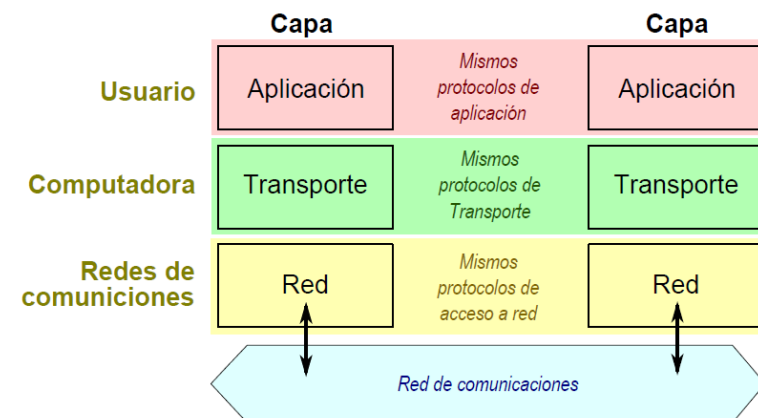 Capa
Capa
Usuario
Aplicación
Mismos
protocolos de
aplicación
Aplicación
Computadora
Transporte
Mismos
protocolos de
Transporte
Transporte
Redes de
comuniciones
Red
Mismos
protocolos de
acceso a red
Red
Red de comunicaciones